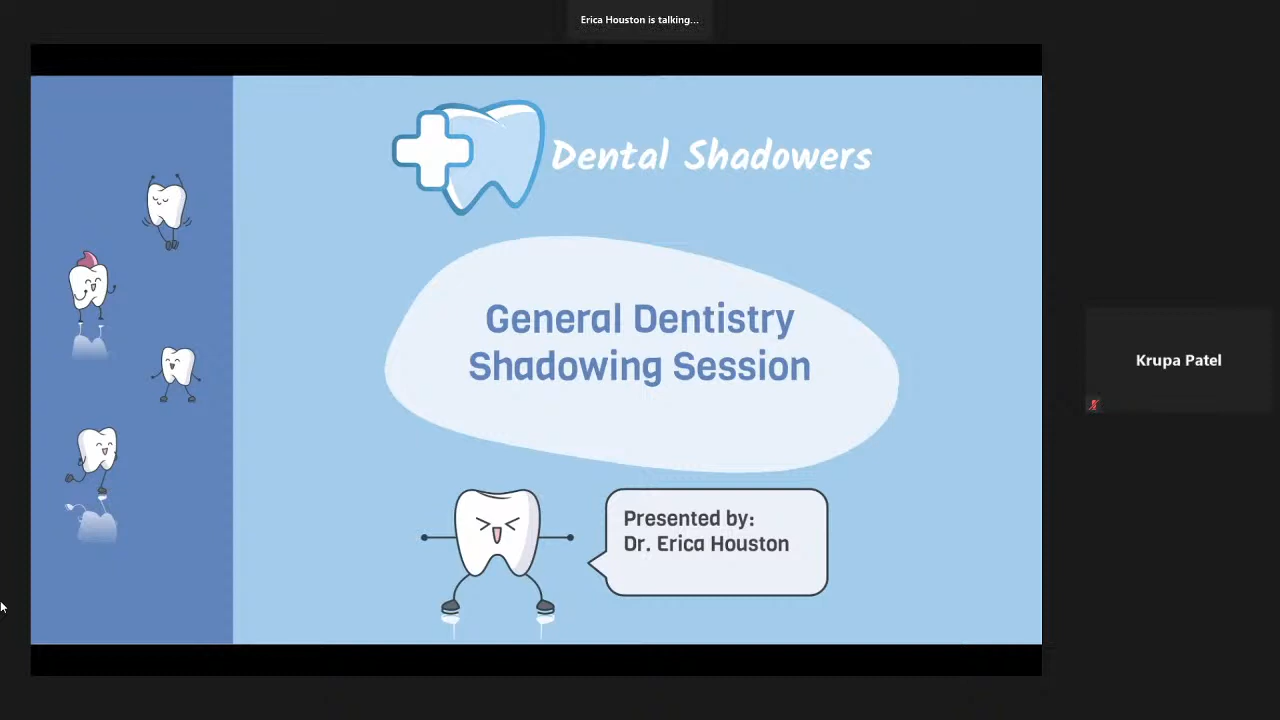 Erica Houston is talking...
Dental Shadowers
General Dentistry
Shadowing Session
Presented by:
Dr. Erica Houston
Krupa Patel